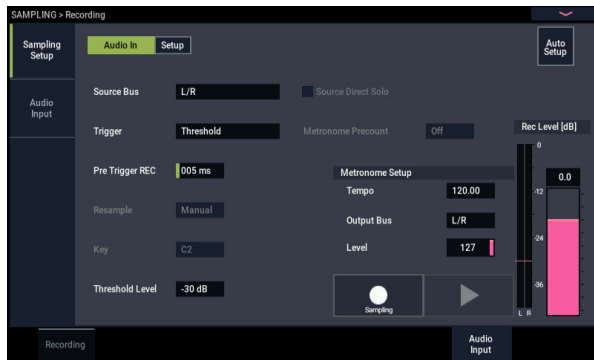 SAMPLING > Recording
Sampling Setup
Audio In Setup
Auto Setup
Source Bus L/R Source Direct Solo
Audio Input
Trigger Threshold Metronome Precount Off Rec Level [dB]
0
Pre Trigger REC 005 ms Metronome Setup 0.0
Tempo 120.00 -12
Resample Manual
Output Bus L/R
-24
Key C2 Level 127
Threshold Level -30 dB -36
Sampling L R
Recording Audio Input